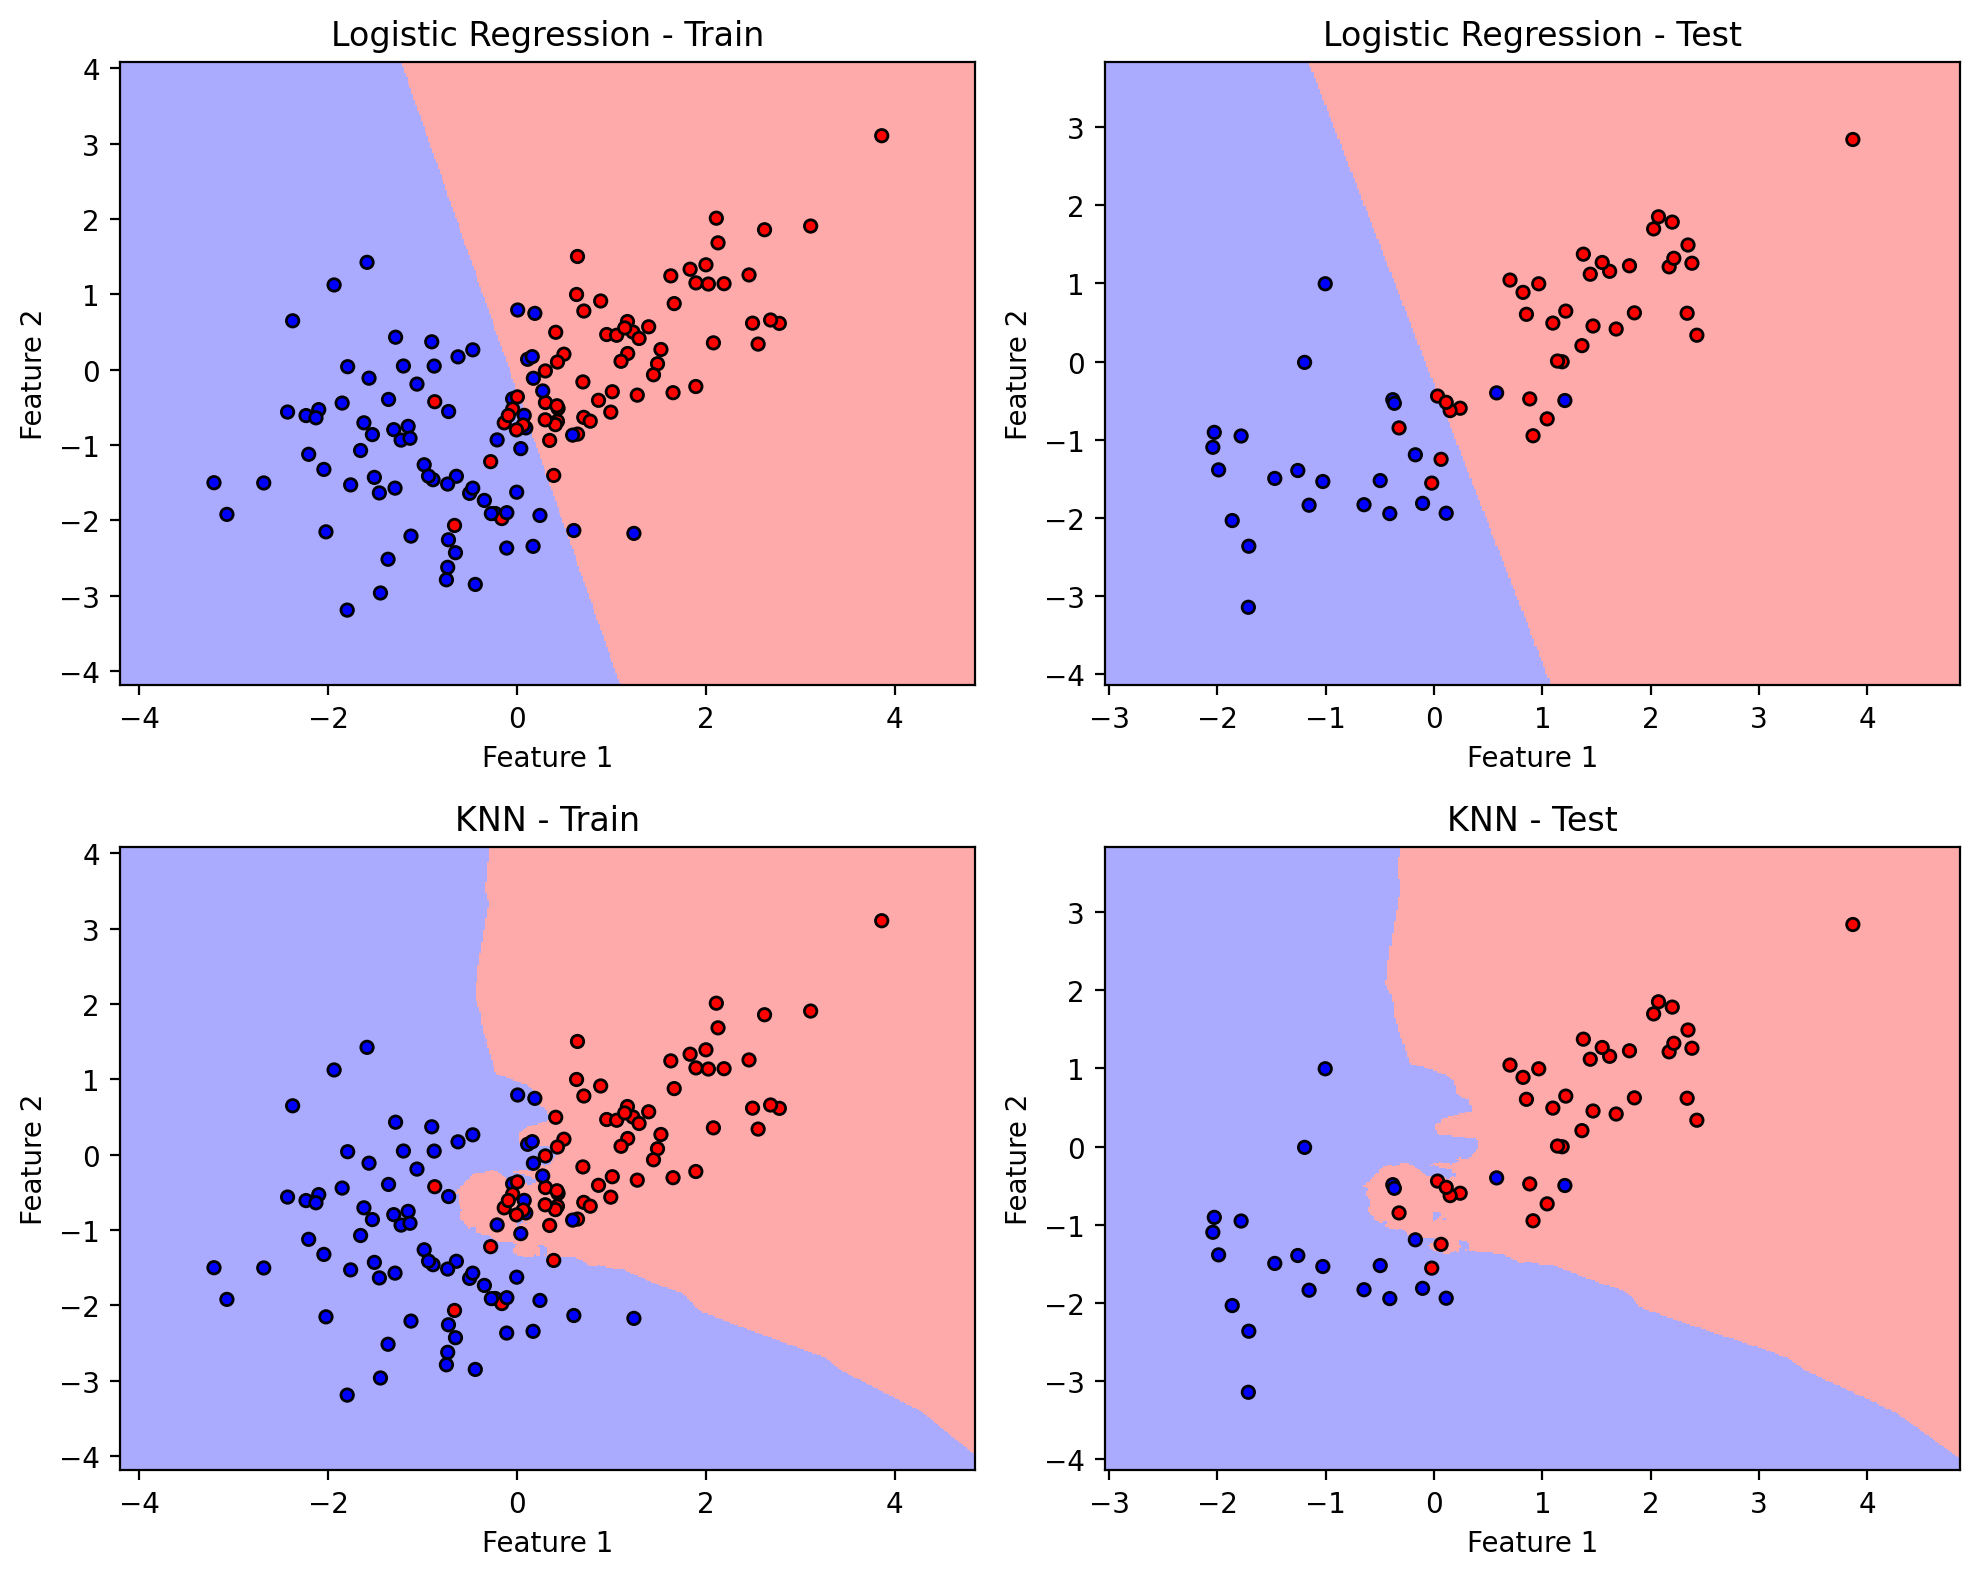 Logistic Regression - Train
4
3
2
1
0
−1
−2
−3
−4
Feature 2
−4 −2 0 2 4
Feature 1
Logistic Regression - Test
3
2
1
0
−1
−2
−3
−4
Feature 2
−3 −2 −1 0 1 2 3 4
Feature 1
KNN - Train
4
3
2
1
0
−1
−2
−3
−4
Feature 2
−4 −2 0 2 4
Feature 1
KNN - Test
3
2
1
0
−1
−2
−3
−4
Feature 2
−3 −2 −1 0 1 2 3 4
Feature 1